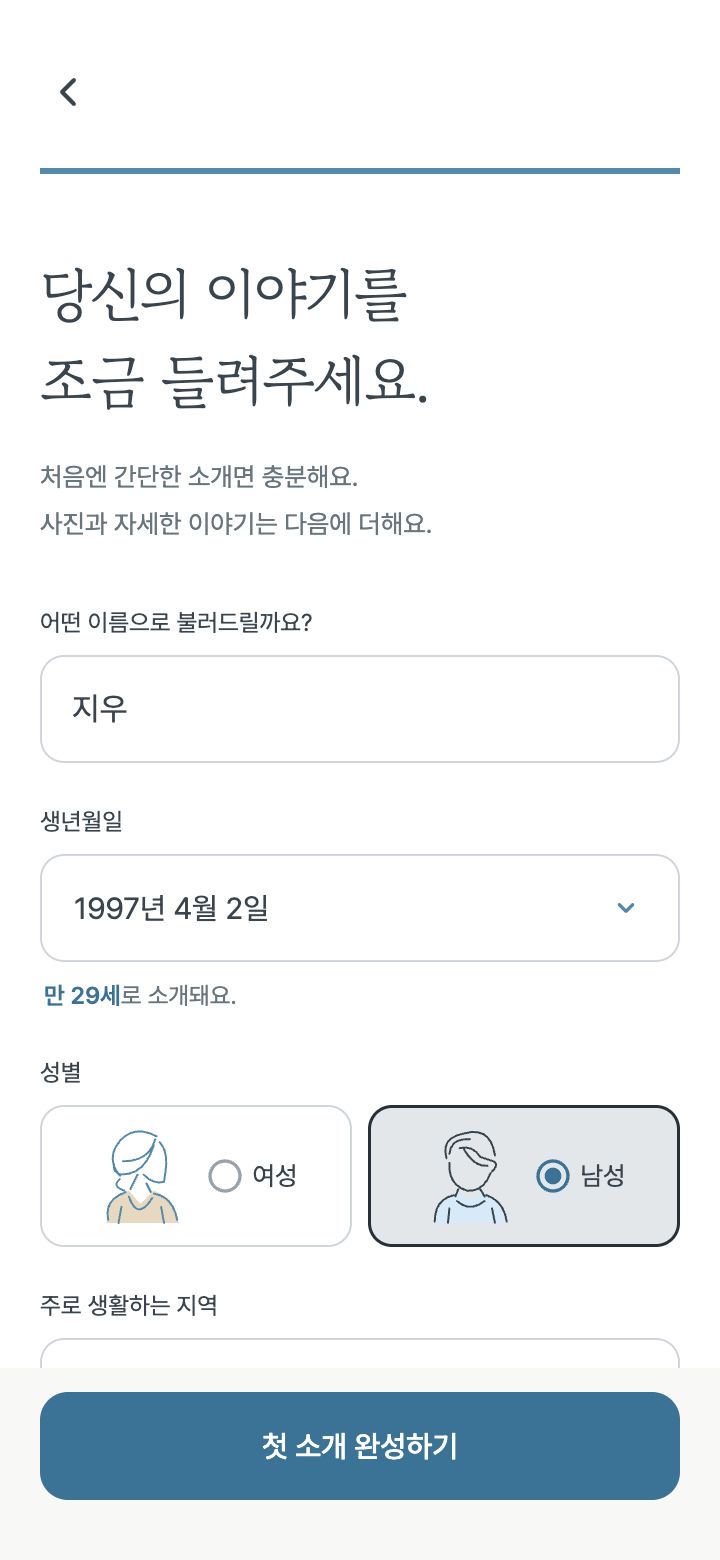 당신의 이야기를
조금 들려주세요.
처음엔 간단한 소개면 충분해요.
사진과 자세한 이야기는 다음에 더해요.
어떤 이름으로 불러드릴까요?
지우
생년월일
1997년 4월 2일
만 29세로 소개돼요.
성별
여성
남성
주로 생활하는 지역
첫 소개 완성하기